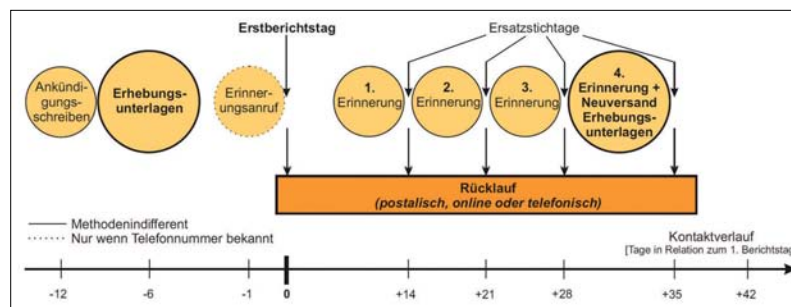 Erstberichtstag
Ersatzstichtage
Ankündi-
gungs-
schreiben
Erhebungs-
unterlagen
Erinner-
ungsanruf
1.
Erinnerung
2.
Erinnerung
3.
Erinnerung
4.
Erinnerung +
Neuversand
Erhebungs-
unterlagen
Rücklauf
(postalisch, online oder telefonisch)
Methodenindifferent
Nur wenn Telefonnummer bekannt
Kontaktverlauf
[Tage in Relation zum 1. Berichtstag
-12 -6 -1 0 +14 +21 +28 +35 +42